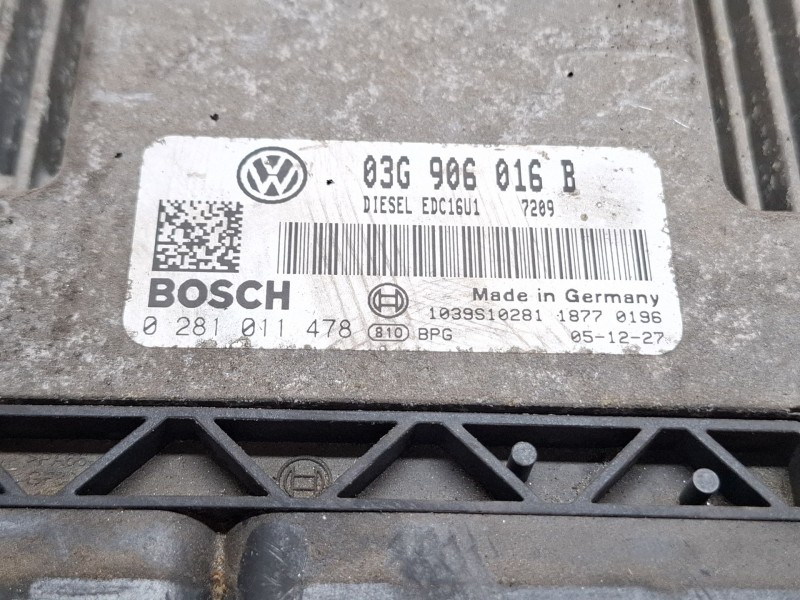 03G 906 016 B
DIESEL EDC16U1 7209
BOSCH
Made in Germany
1039S10281 1877 0196
0 281 011 478
810 BPG
05-12-27